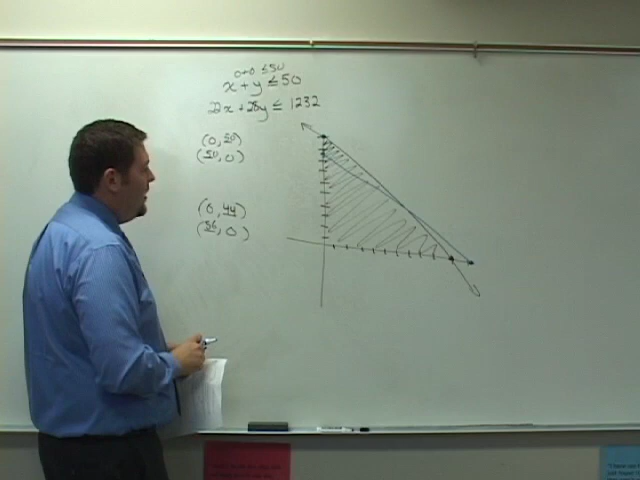 0+0 ≤50
x+y ≤50
22x+28y ≤ 1232
(0, 50)
(50, 0)
(0, 44)
(56, 0)